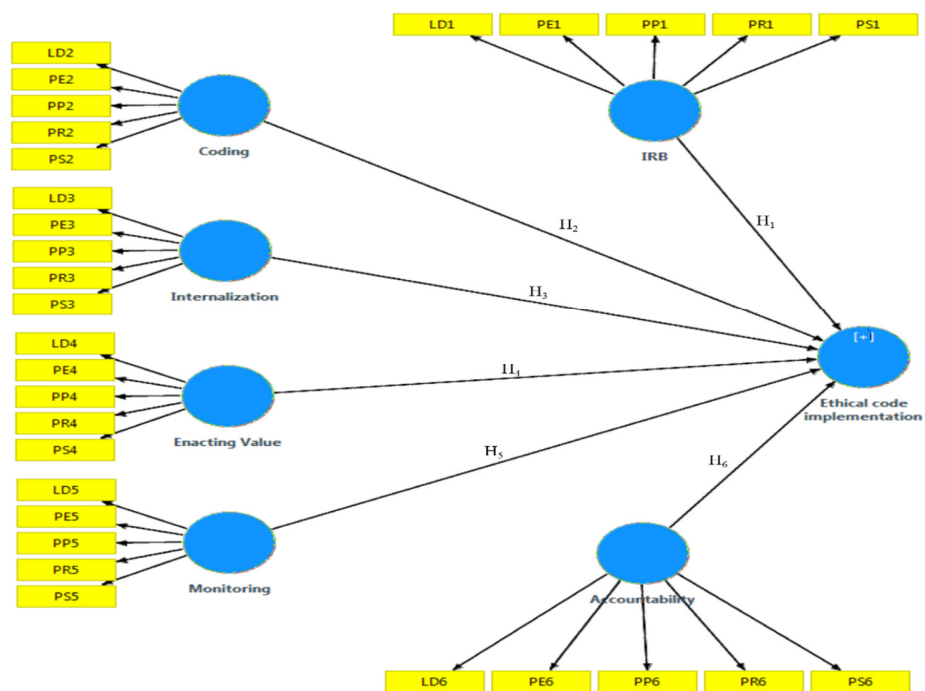 LD1 PE1 PP1 PR1 PS1
IRB
LD2
PE2
PP2
PR2
PS2
Coding
LD3
PE3
PP3
PR3
PS3
Internalization
LD4
PE4
PP4
PR4
PS4
Enacting Value
LD5
PE5
PP5
PR5
PS5
Monitoring
H₁
H₂
H₃
H₄
H₅
H₆
[+]
Ethical code
implementation
Accountability
LD6 PE6 PP6 PR6 PS6